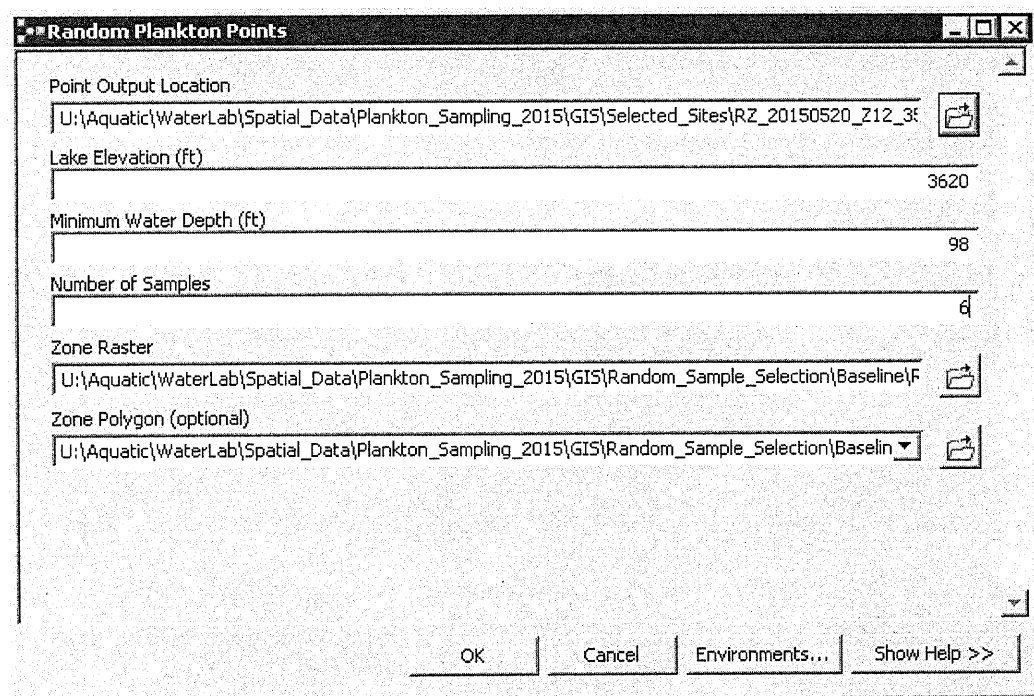 Random Plankton Points
Point Output Location
U:\Aquatic\WaterLab\Spatial_Data\Plankton_Sampling_2015\GIS\Selected_Sites\RZ_20150520_Z12_35
Lake Elevation (ft)
3620
Minimum Water Depth (ft)
98
Number of Samples
6
Zone Raster
U:\Aquatic\WaterLab\Spatial_Data\Plankton_Sampling_2015\GIS\Random_Sample_Selection\Baseline\F
Zone Polygon (optional)
U:\Aquatic\WaterLab\Spatial_Data\Plankton_Sampling_2015\GIS\Random_Sample_Selection\Baselin
OK Cancel Environments... Show Help >>